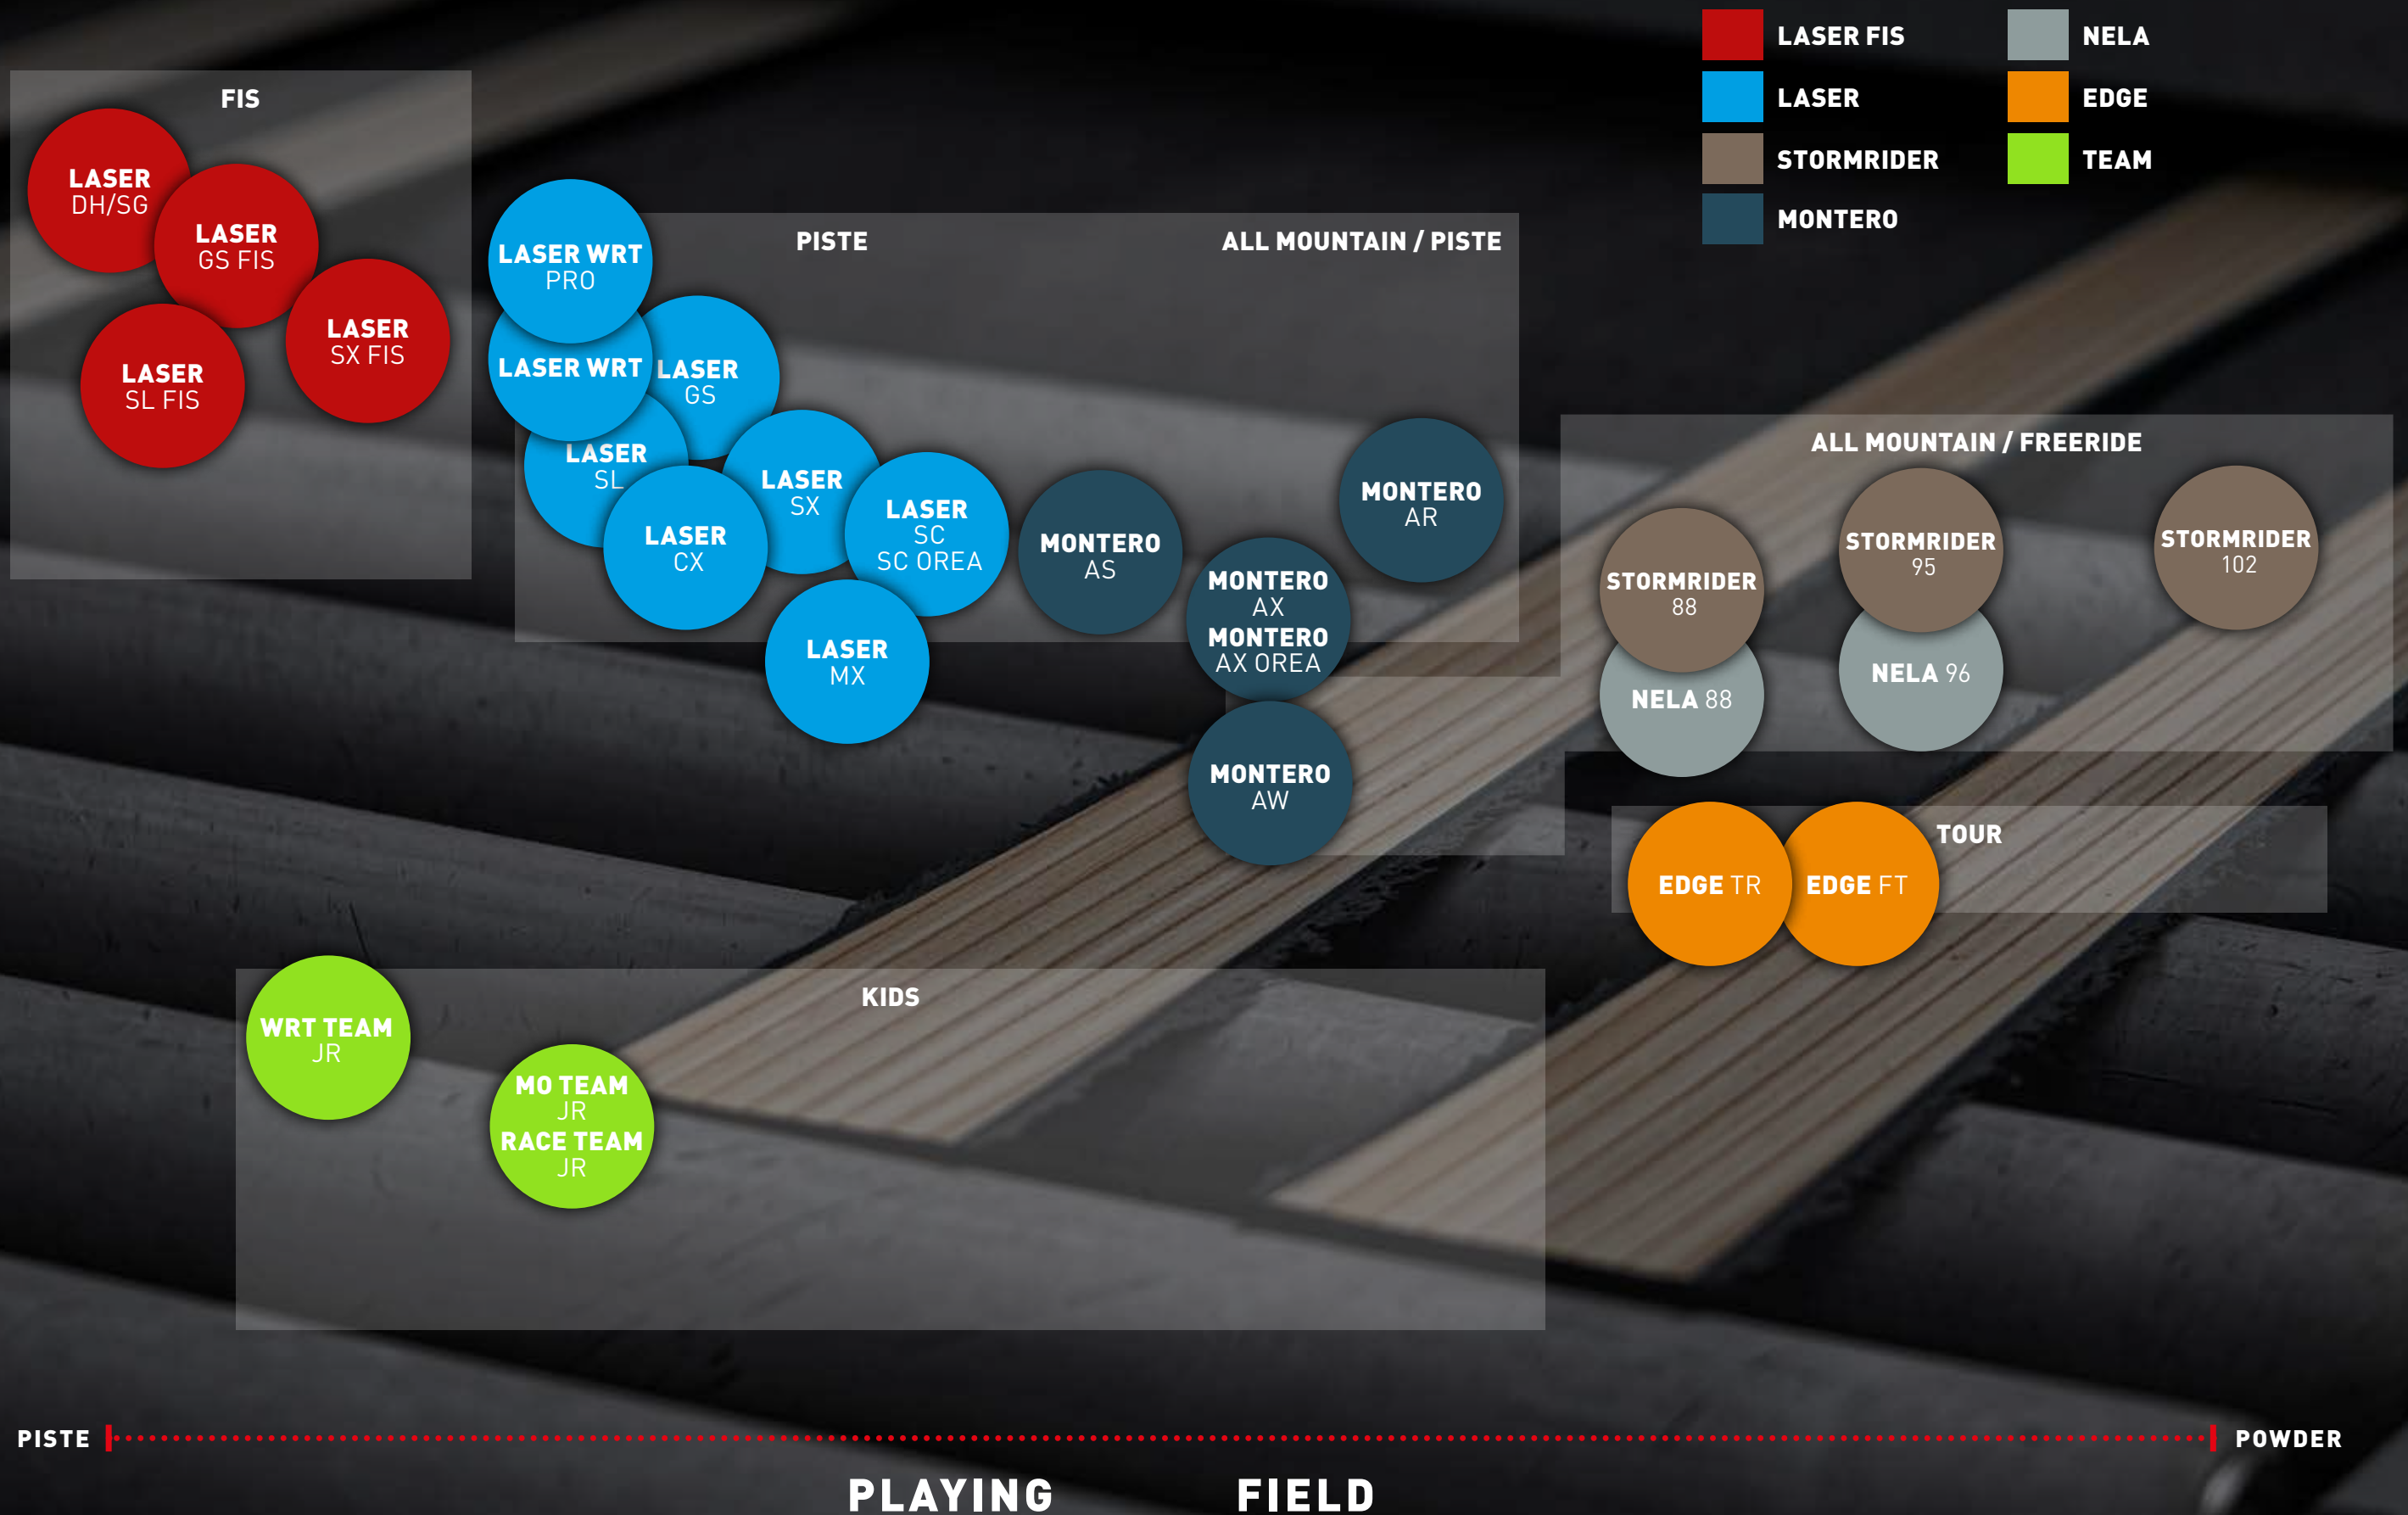 LASER FIS
LASER
STORMRIDER
MONTERO
NELA
EDGE
TEAM
FIS
LASER
DH/SG
LASER
GS FIS
LASER
SX FIS
LASER
SL FIS
PISTE
ALL MOUNTAIN / PISTE
LASER WRT
PRO
LASER WRT
LASER
GS
LASER
SL
LASER
SX
LASER
CX
LASER
SC
SC OREA
LASER
MX
MONTERO
AS
MONTERO
AX
MONTERO
AX OREA
MONTERO
AR
MONTERO
AW
ALL MOUNTAIN / FREERIDE
STORMRIDER
88
STORMRIDER
95
STORMRIDER
102
NELA 88
NELA 96
TOUR
EDGE TR
EDGE FT
KIDS
WRT TEAM
JR
MO TEAM
JR
RACE TEAM
JR
PISTE
POWDER
PLAYING FIELD